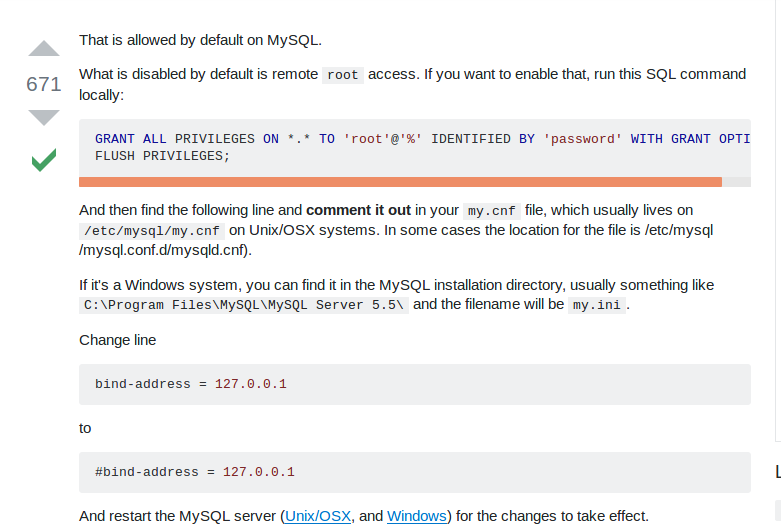 That is allowed by default on MySQL.
671
What is disabled by default is remote root access. If you want to enable that, run this SQL command
locally:
GRANT ALL PRIVILEGES ON *.* TO 'root'@'%' IDENTIFIED BY 'password' WITH GRANT OPTI
FLUSH PRIVILEGES;
And then find the following line and comment it out in your my.cnf file, which usually lives on
/etc/mysql/my.cnf on Unix/OSX systems. In some cases the location for the file is /etc/mysql
/mysql.conf.d/mysqld.cnf).
If it's a Windows system, you can find it in the MySQL installation directory, usually something like
C:\Program Files\MySQL\MySQL Server 5.5\ and the filename will be my.ini.
Change line
bind-address = 127.0.0.1
to
#bind-address = 127.0.0.1
L
And restart the MySQL server (Unix/OSX, and Windows) for the changes to take effect.